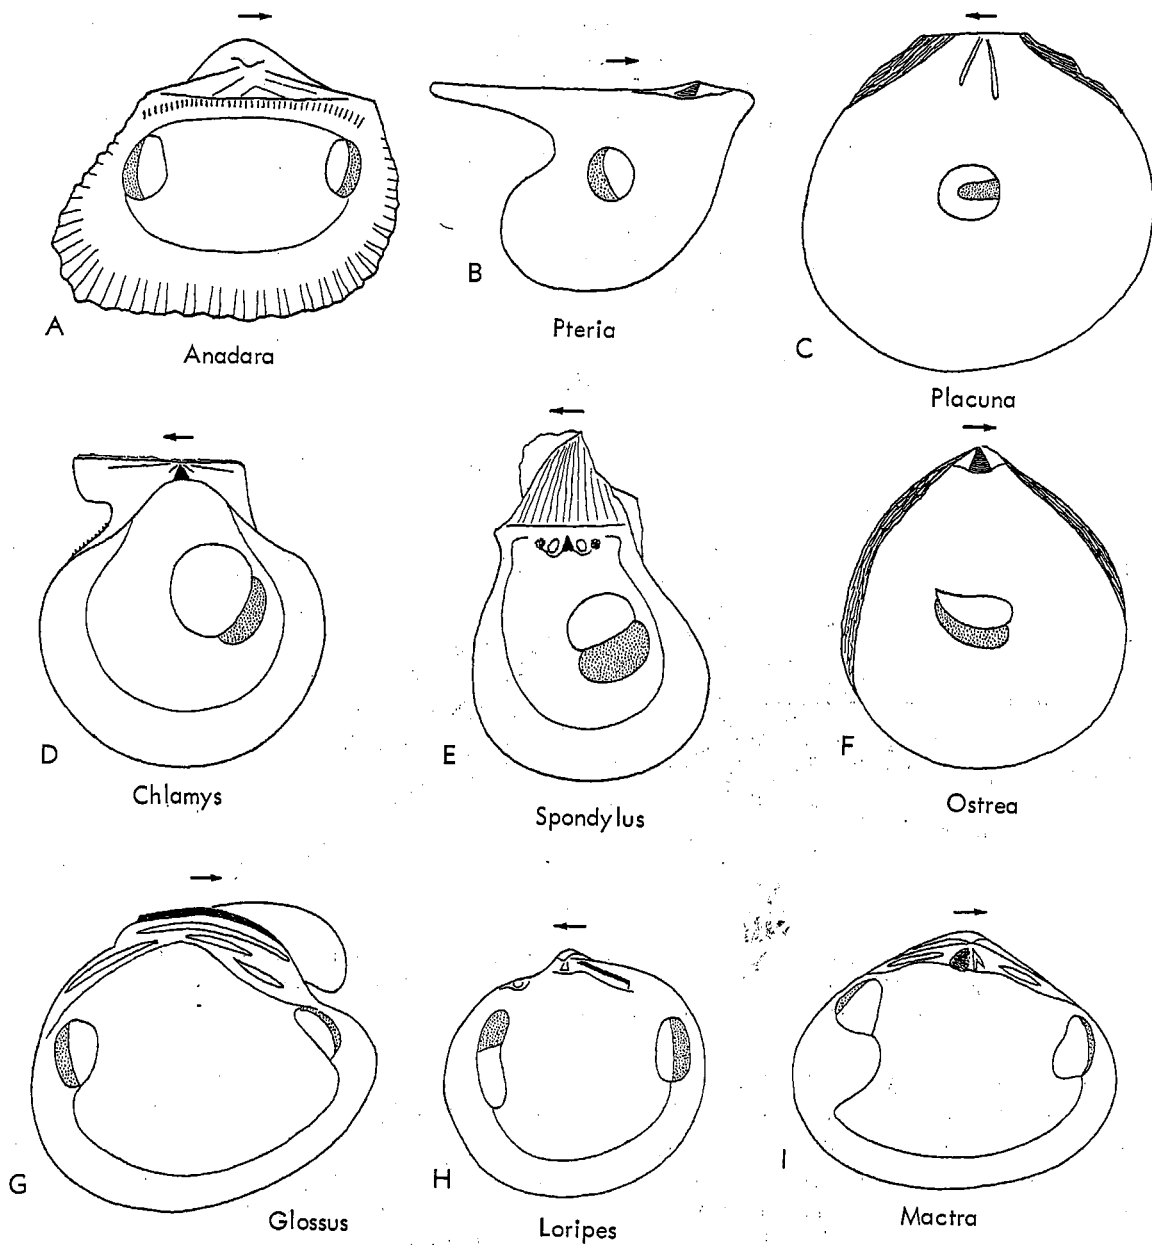 A
Anadara
B
Pteria
C
Placuna
D
Chlamys
E
Spondylus
F
Ostrea
G
Glossus
H
Loripes
I
Mactra